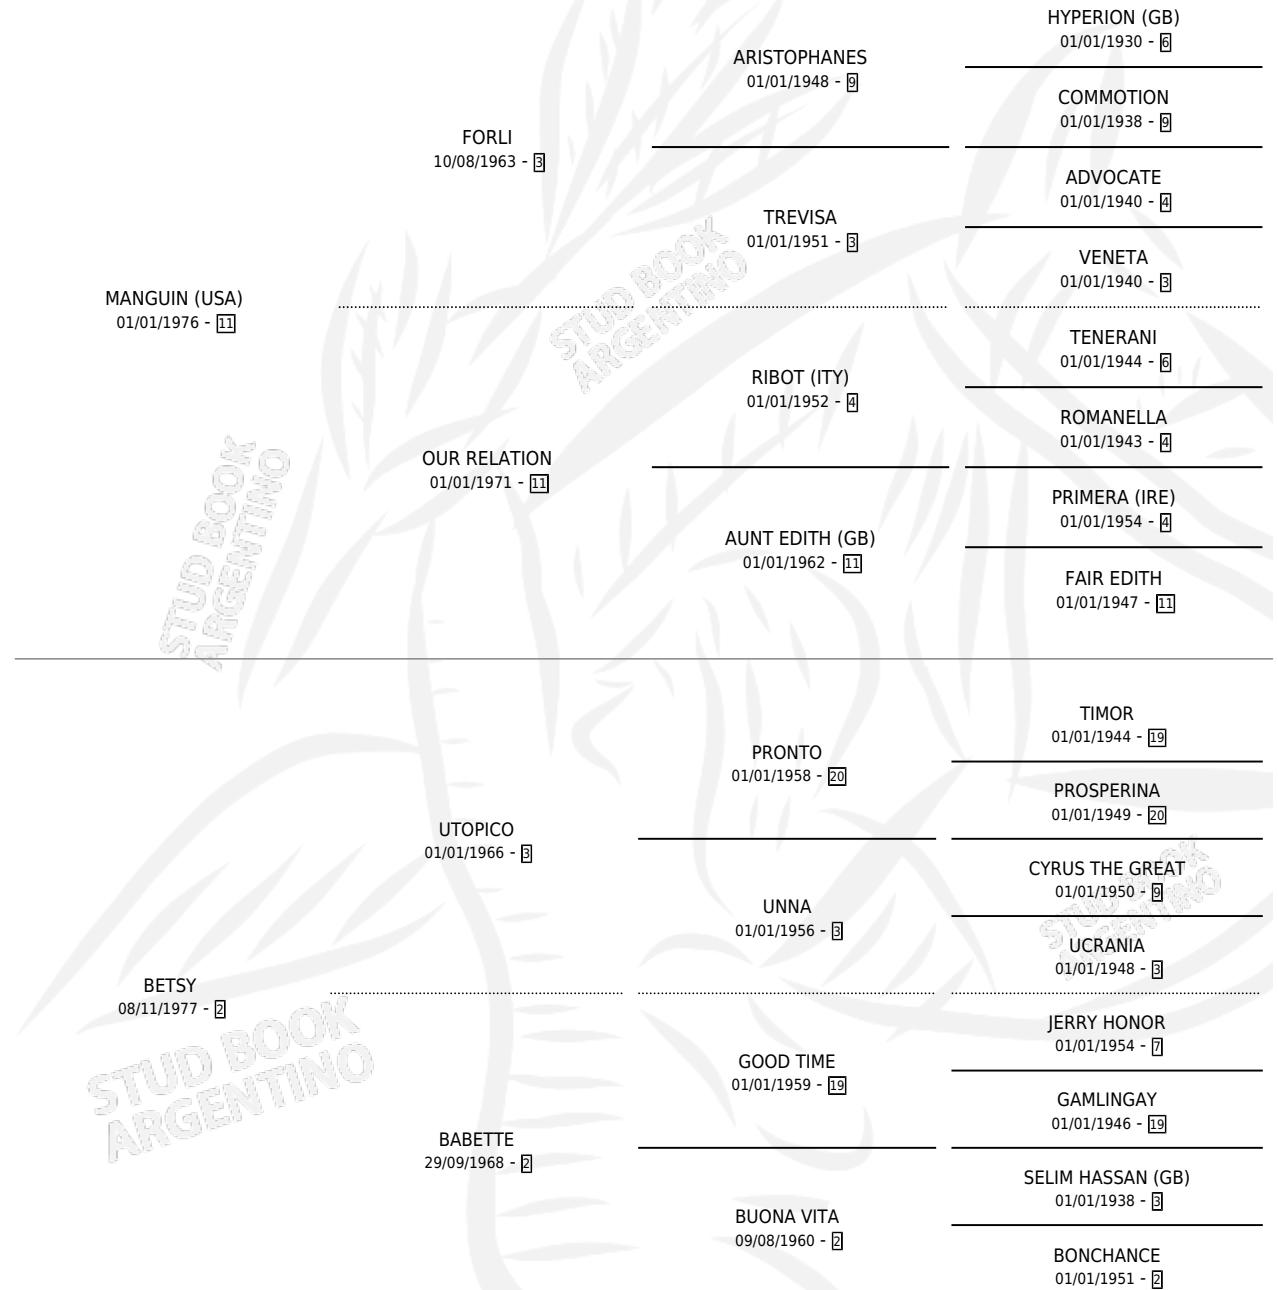 HYPERION (GB)
01/01/1930 - 6
ARISTOPHANES
01/01/1948 - 9
COMMOTION
01/01/1938 - 9
FORLI
10/08/1963 - 3
ADVOCATE
01/01/1940 - 4
TREVISA
01/01/1951 - 3
VENETA
01/01/1940 - 3
MANGUIN (USA)
01/01/1976 - 11
TENERANI
01/01/1944 - 6
RIBOT (ITY)
01/01/1952 - 4
ROMANELLA
01/01/1943 - 4
OUR RELATION
01/01/1971 - 11
PRIMERA (IRE)
01/01/1954 - 4
AUNT EDITH (GB)
01/01/1962 - 11
FAIR EDITH
01/01/1947 - 11
TIMOR
01/01/1944 - 19
PRONTO
01/01/1958 - 20
PROSPERINA
01/01/1949 - 20
UTOPICO
01/01/1966 - 3
CYRUS THE GREAT
01/01/1950 - 9
UNNA
01/01/1956 - 3
UCRANIA
01/01/1948 - 3
BETSY
08/11/1977 - 2
JERRY HONOR
01/01/1954 - 7
GOOD TIME
01/01/1959 - 19
GAMLINGAY
01/01/1946 - 19
BABETTE
29/09/1968 - 2
SELIM HASSAN (GB)
01/01/1938 - 3
BUONA VITA
09/08/1960 - 2
BONCHANCE
01/01/1951 - 2
STUD BOOK
ARGENTINO
STUD BOOK
ARGENTINO
STUD BOOK
ARGENTINO
STUD BOOK
ARGENTINO